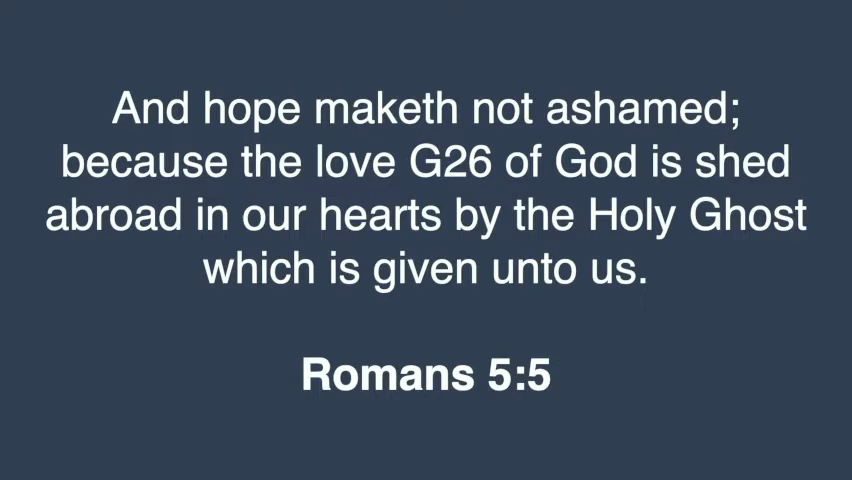 And hope maketh not ashamed;
because the love G26 of God is shed
abroad in our hearts by the Holy Ghost
which is given unto us.
Romans 5:5